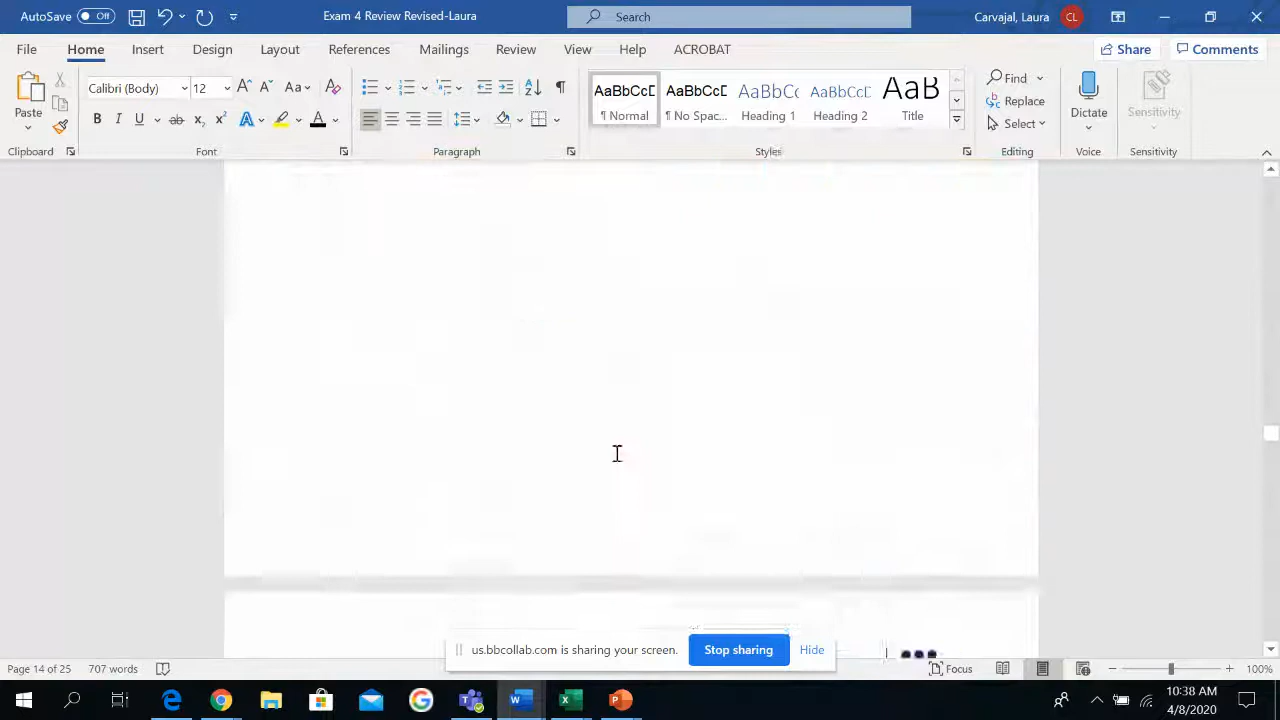 AutoSave Off Exam 4 Review Revised-Laura Search Carvajal, Laura CL
File Home Insert Design Layout References Mailings Review View Help ACROBAT Share Comments
Paste Calibri (Body) 12 Aa Find Replace Select Dictate Sensitivity
B I U ab x₂ x² A A
AaBbCcD AaBbCcD AaBbCc AaBbCcD AaB
¶ Normal ¶ No Spac... Heading 1 Heading 2 Title
Clipboard Font Paragraph Styles Editing Voice Sensitivity
us.bbcollab.com is sharing your screen. Stop sharing Hide
Page 14 of 25 707 words Focus 100%
10:38 AM
4/8/2020